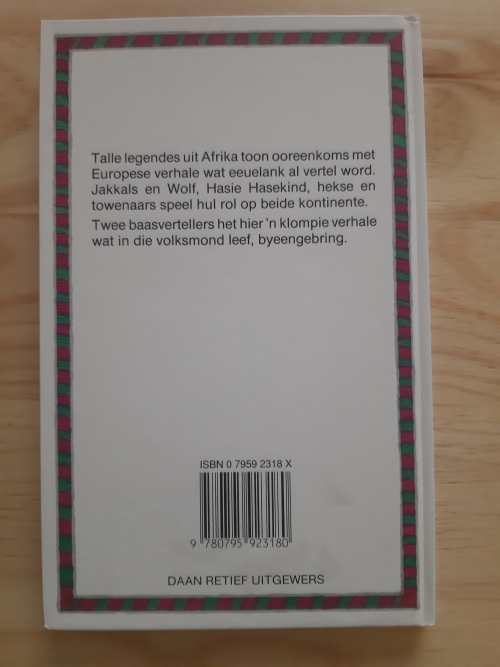 Talle legendes uit Afrika toon ooreenkoms met
Europese verhale wat eeuelank al vertel word.
Jakkals en Wolf, Hasie Hasekind, hekse en
towenaars speel hul rol op beide kontinente.
Twee baasvertellers het hier 'n klompie verhale
wat in die volksmond leef, byeengebring.
ISBN 0 7959 2318 X
9 780795 923180
DAAN RETIEF UITGEWERS